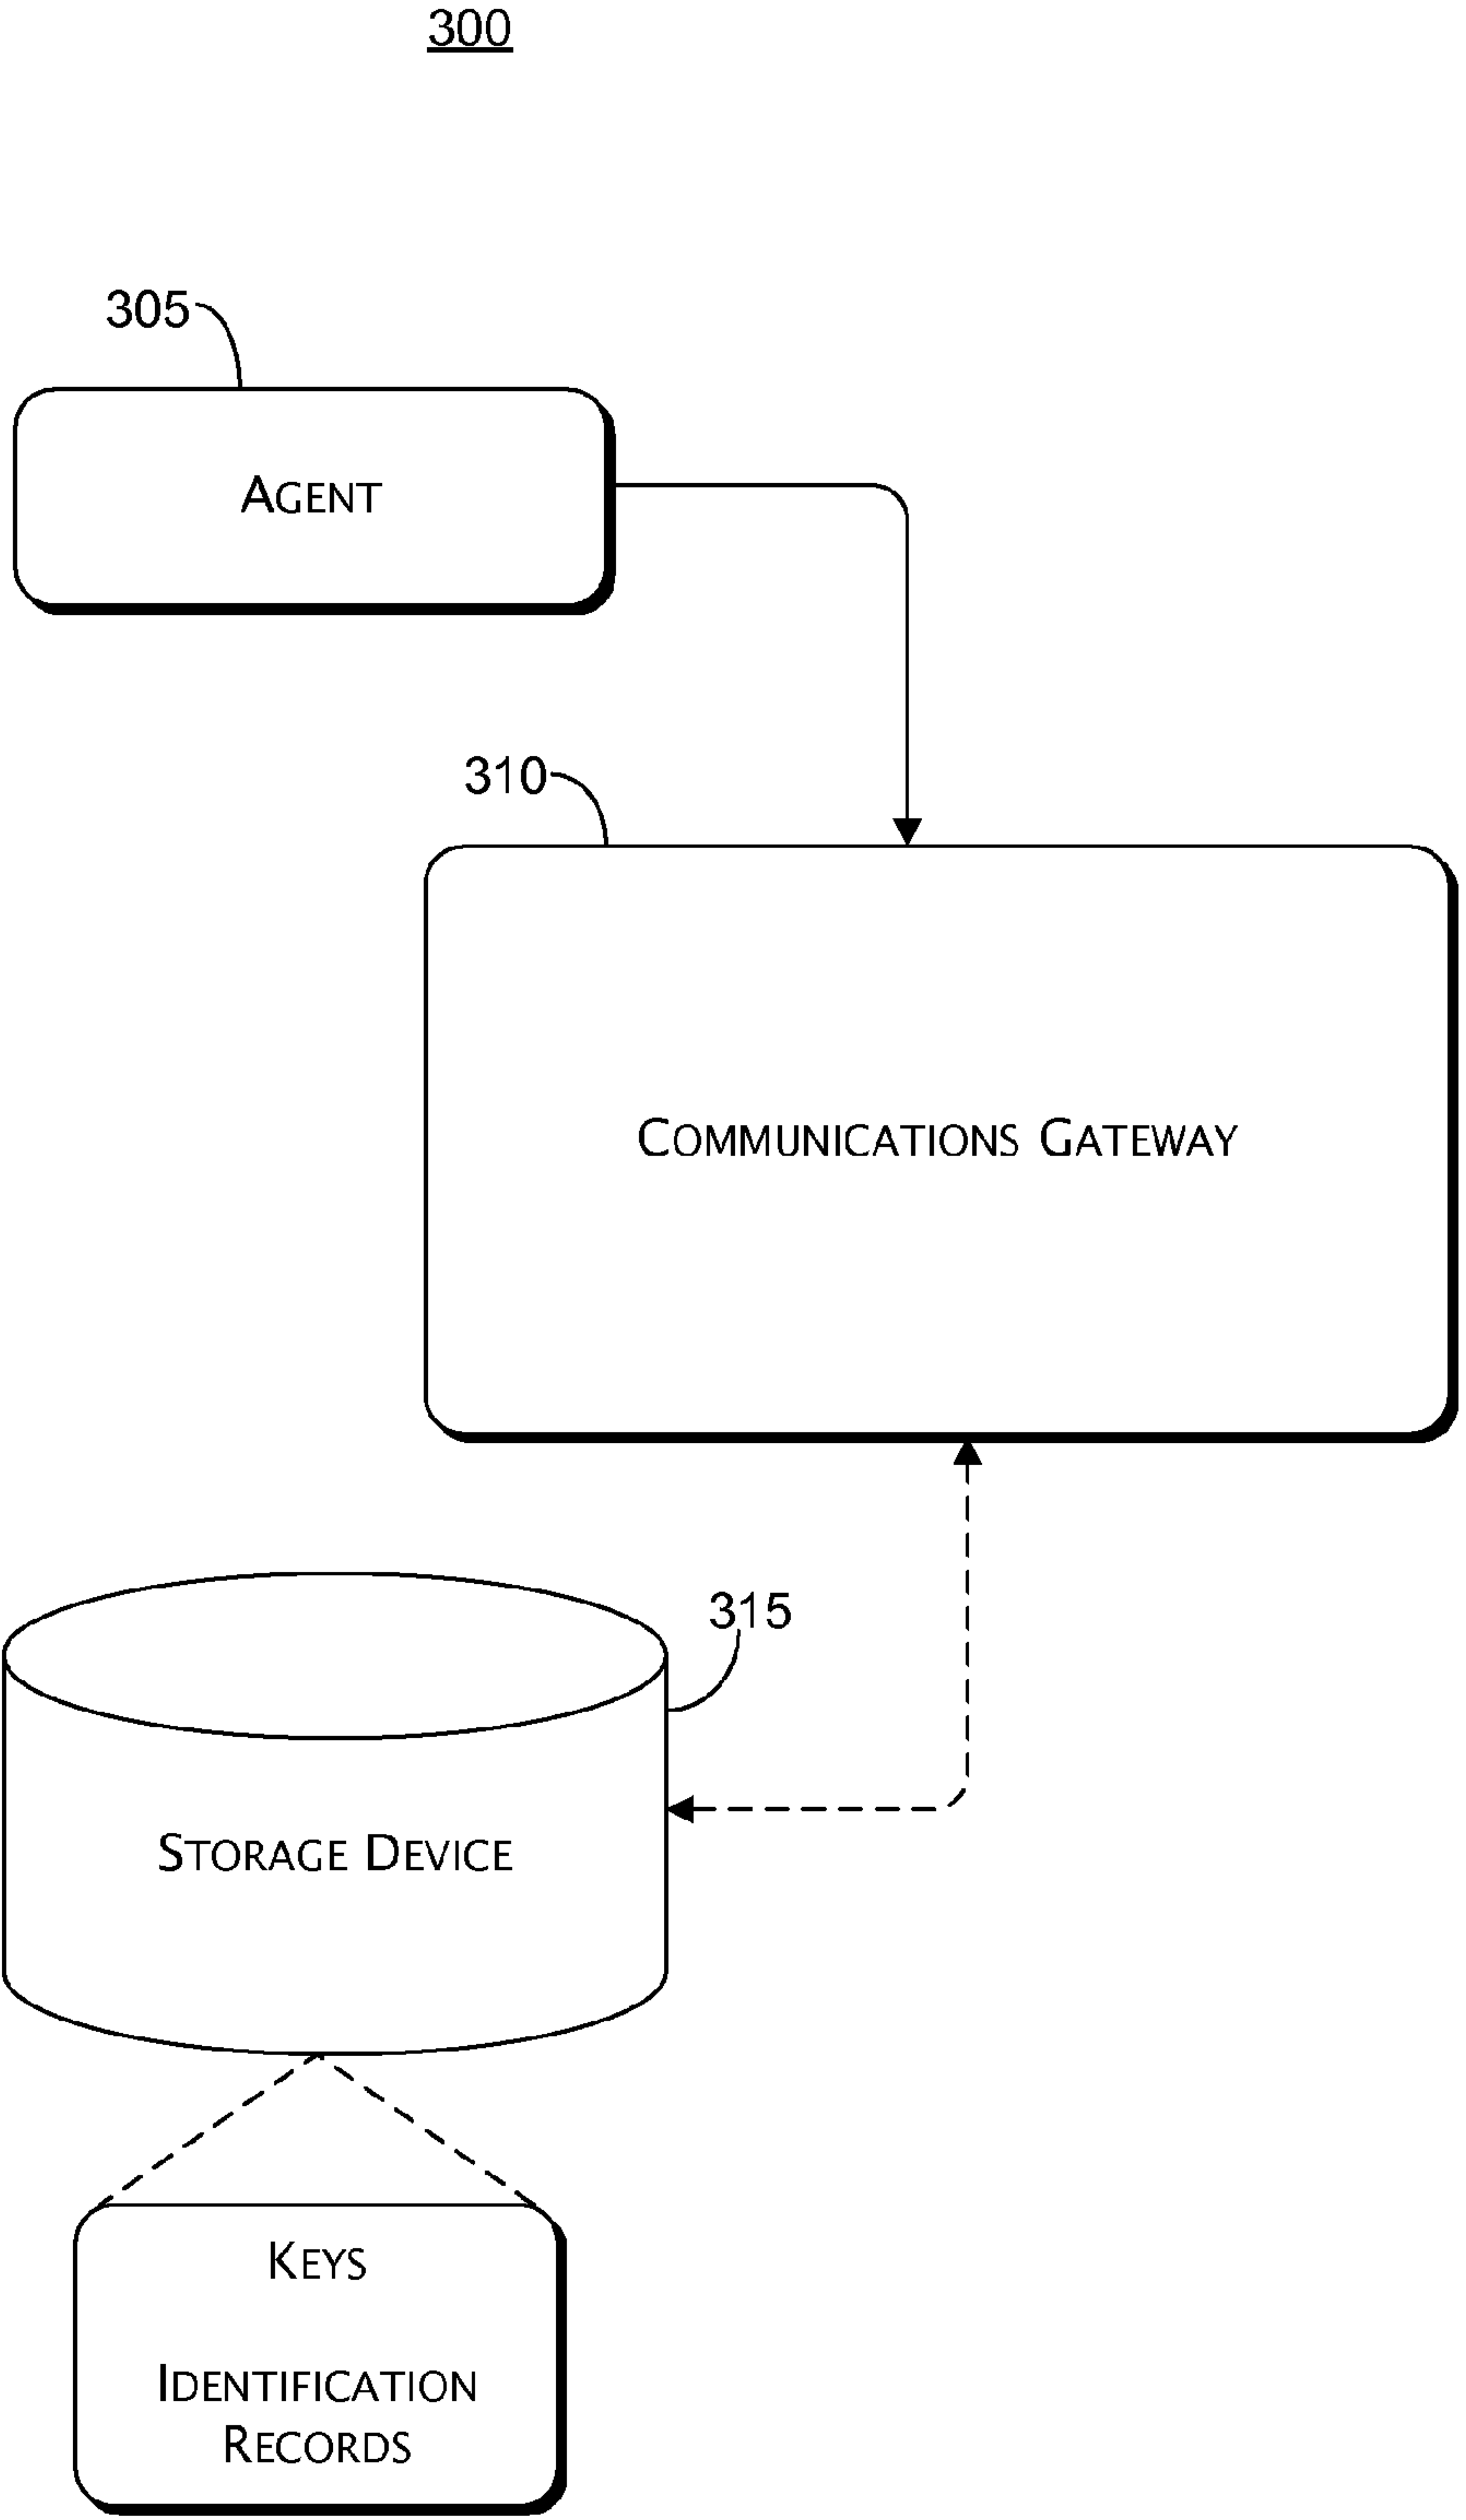 300
305
AGENT
310
COMMUNICATIONS GATEWAY
315
STORAGE DEVICE
KEYS
IDENTIFICATION
RECORDS